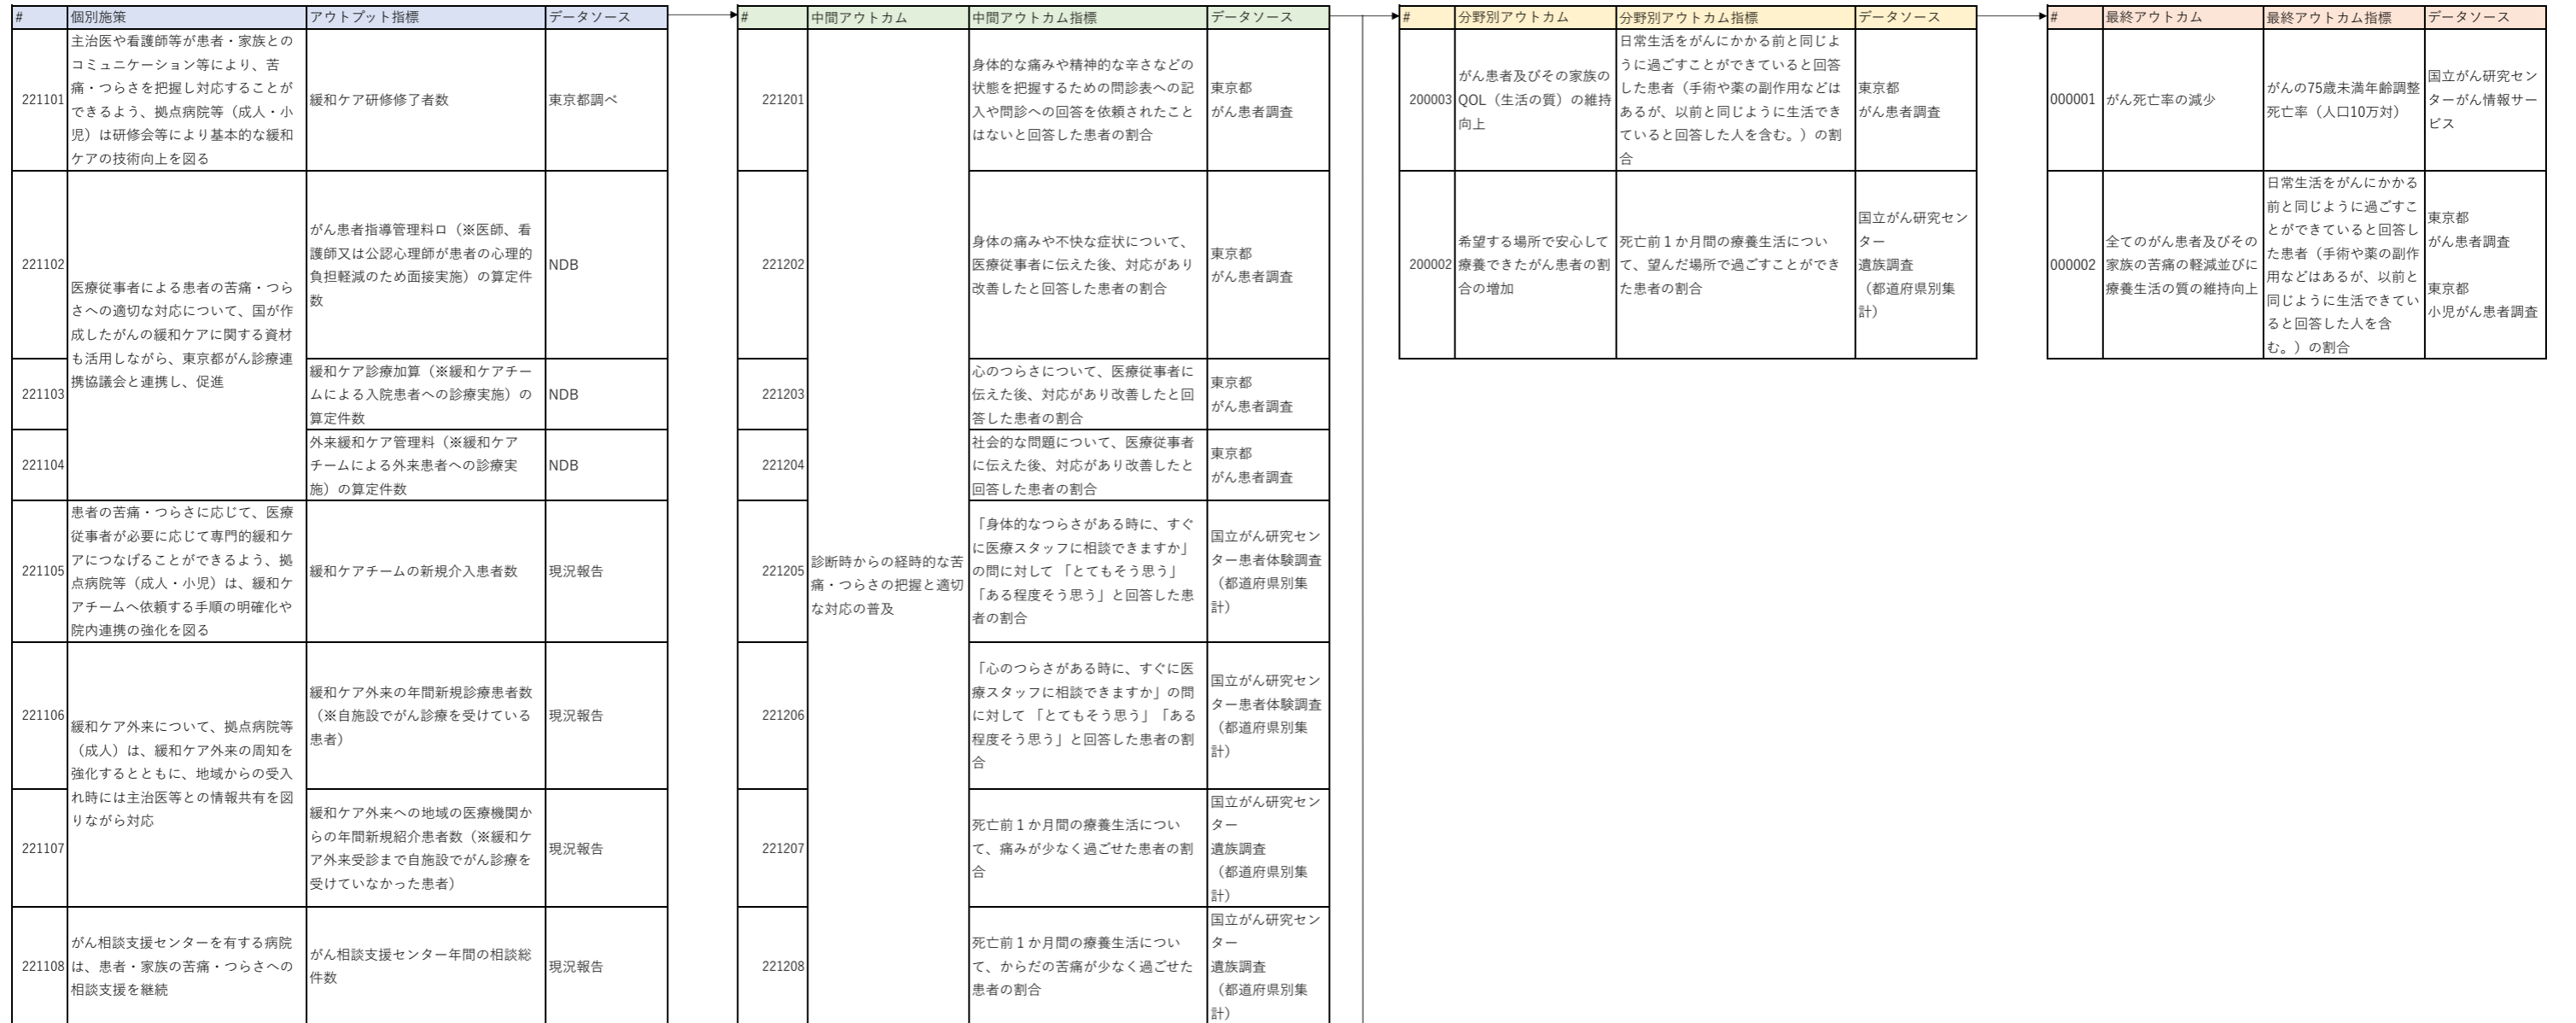 #
個別施策
アウトプット指標
データソース
221101
主治医や看護師等が患者・家族との
コミュニケーション等により、苦
痛・つらさを把握し対応することが
できるよう、拠点病院等（成人・小
児）は研修会等により基本的な緩和
ケアの技術向上を図る
緩和ケア研修修了者数
東京都調べ
221102
医療従事者による患者の苦痛・つら
さへの適切な対応について、国が作
成したがんの緩和ケアに関する資材
も活用しながら、東京都がん診療連
携協議会と連携し、促進
がん患者指導管理料ロ（※医師、看
護師又は公認心理師が患者の心理的
負担軽減のため面接実施）の算定件
数
NDB
221103
緩和ケア診療加算（※緩和ケアチー
ムによる入院患者への診療実施）の
算定件数
NDB
221104
外来緩和ケア管理料（※緩和ケア
チームによる外来患者への診療実
施）の算定件数
NDB
221105
患者の苦痛・つらさに応じて、医療
従事者が必要に応じて専門的緩和ケ
アにつなげることができるよう、拠
点病院等（成人・小児）は、緩和ケ
アチームへ依頼する手順の明確化や
院内連携の強化を図る
緩和ケアチームの新規介入患者数
現況報告
221106
緩和ケア外来について、拠点病院等
（成人）は、緩和ケア外来の周知を
強化するとともに、地域からの受入
れ時には主治医等との情報共有を図
りながら対応
緩和ケア外来の年間新規診療患者数
（※自施設でがん診療を受けている
患者）
現況報告
221107
緩和ケア外来への地域の医療機関か
らの年間新規紹介患者数（※緩和ケ
ア外来受診まで自施設でがん診療を
受けていなかった患者）
現況報告
221108
がん相談支援センターを有する病院
は、患者・家族の苦痛・つらさへの
相談支援を継続
がん相談支援センター年間の相談総
件数
現況報告
#
中間アウトカム
中間アウトカム指標
データソース
診断時からの経時的な苦
痛・つらさの把握と適切
な対応の普及
221201
身体的な痛みや精神的な辛さなどの
状態を把握するための問診表への記
入や問診への回答を依頼されたこと
はないと回答した患者の割合
東京都
がん患者調査
221202
身体の痛みや不快な症状について、
医療従事者に伝えた後、対応があり
改善したと回答した患者の割合
東京都
がん患者調査
221203
心のつらさについて、医療従事者に
伝えた後、対応があり改善したと回
答した患者の割合
東京都
がん患者調査
221204
社会的な問題について、医療従事者
に伝えた後、対応があり改善したと
回答した患者の割合
東京都
がん患者調査
221205
「身体的なつらさがある時に、すぐ
に医療スタッフに相談できますか」
の問に対して 「とてもそう思う」
「ある程度そう思う」と回答した患
者の割合
国立がん研究セン
ター患者体験調査
（都道府県別集
計）
221206
「心のつらさがある時に、すぐに医
療スタッフに相談できますか」の問
に対して 「とてもそう思う」「ある
程度そう思う」と回答した患者の割
合
国立がん研究セン
ター患者体験調査
（都道府県別集
計）
221207
死亡前１か月間の療養生活につい
て、痛みが少なく過ごせた患者の割
合
国立がん研究セン
ター
遺族調査
（都道府県別集
計）
221208
死亡前１か月間の療養生活につい
て、からだの苦痛が少なく過ごせた
患者の割合
国立がん研究セン
ター
遺族調査
（都道府県別集
計）
#
分野別アウトカム
分野別アウトカム指標
データソース
200003
がん患者及びその家族の
QOL（生活の質）の維持
向上
日常生活をがんにかかる前と同じよ
うに過ごすことができていると回答
した患者（手術や薬の副作用などは
あるが、以前と同じように生活でき
ていると回答した人を含む。）の割
合
東京都
がん患者調査
200002
希望する場所で安心して
療養できたがん患者の割
合の増加
死亡前１か月間の療養生活につい
て、望んだ場所で過ごすことができ
た患者の割合
国立がん研究セン
ター
遺族調査
（都道府県別集
計）
#
最終アウトカム
最終アウトカム指標
データソース
000001
がん死亡率の減少
がんの75歳未満年齢調整
死亡率（人口10万対）
国立がん研究セン
ターがん情報サー
ビス
000002
全てのがん患者及びその
家族の苦痛の軽減並びに
療養生活の質の維持向上
日常生活をがんにかかる
前と同じように過ごすこ
とができていると回答し
た患者（手術や薬の副作
用などはあるが、以前と
同じように生活できてい
ると回答した人を含
む。）の割合
東京都
がん患者調査
東京都
小児がん患者調査